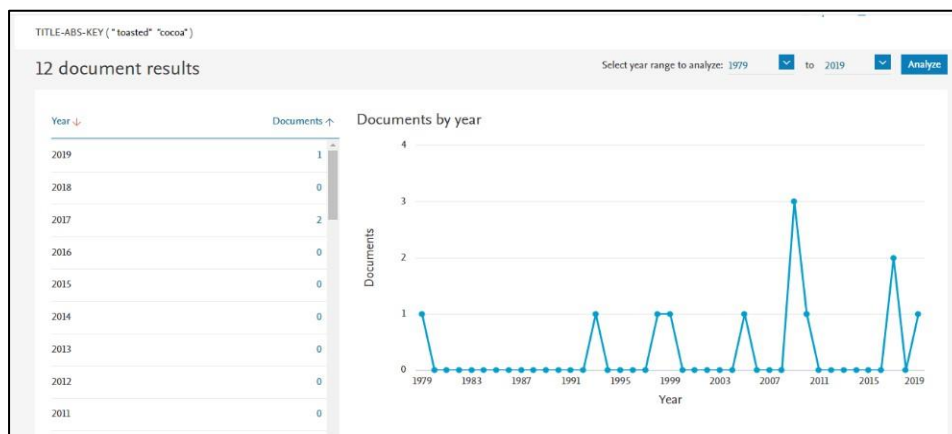 TITLE-ABS-KEY ( " toasted"  "cocoa" )
12 document results
Select year range to analyze: 1979 to 2019 Analyze
Year Documents
2019 1
2018 0
2017 2
2016 0
2015 0
2014 0
2013 0
2012 0
2011 0
Documents by year
4
3
2
1
0
Documents
1979 1983 1987 1991 1995 1999 2003 2007 2011 2015 2019
Year